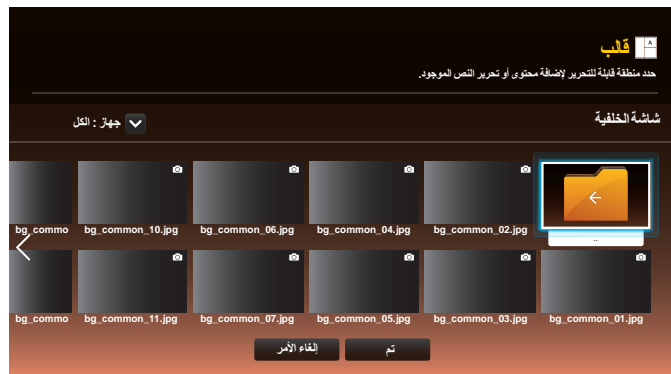 قالب
حدد منطقة قابلة للتحرير لإضافة محتوى أو تحرير النص الموجود.
شاشة الخلفية
جهاز : الكل
..
bg_common_02.jpg
bg_common_04.jpg
bg_common_06.jpg
bg_common_10.jpg
bg_commo
bg_common_01.jpg
bg_common_03.jpg
bg_common_05.jpg
bg_common_07.jpg
bg_common_11.jpg
bg_commo
تم
إلغاء الأمر